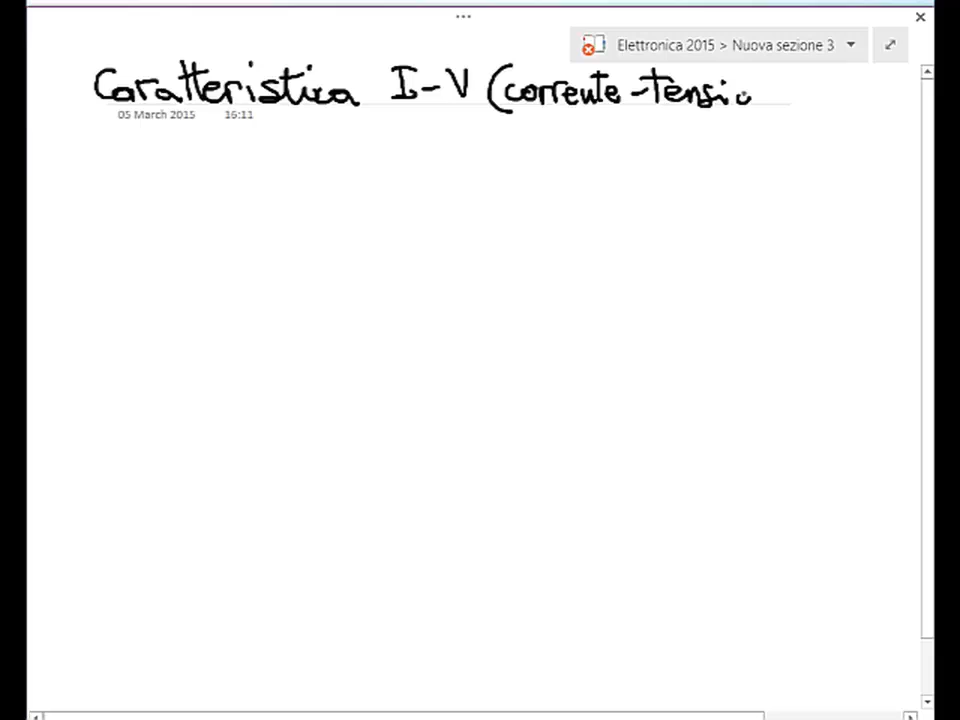 Elettronica 2015 > Nuova sezione 3
Caratteristica I-V (corrente-tensio
05 March 2015 16:11